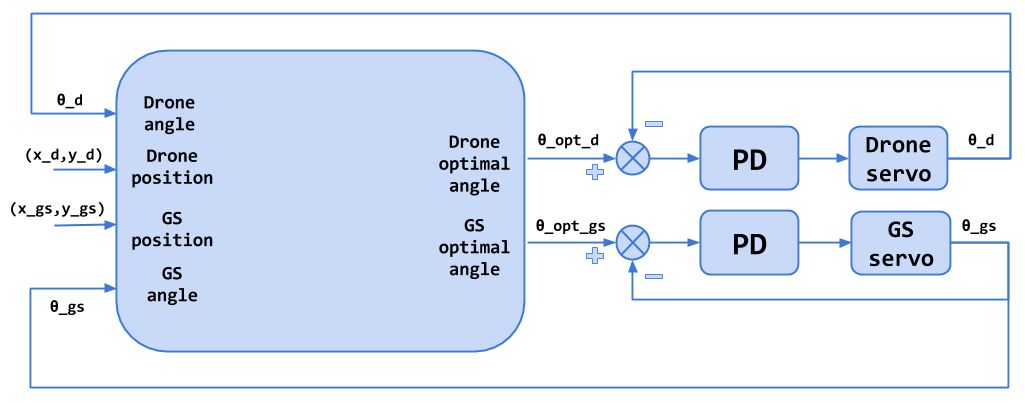 θ_d
(x_d,y_d)
(x_gs,y_gs)
θ_gs
Drone
angle
Drone
position
GS
position
GS
angle
Drone
optimal
angle
GS
optimal
angle
θ_opt_d
θ_opt_gs
PD
Drone
servo
θ_d
PD
GS
servo
θ_gs